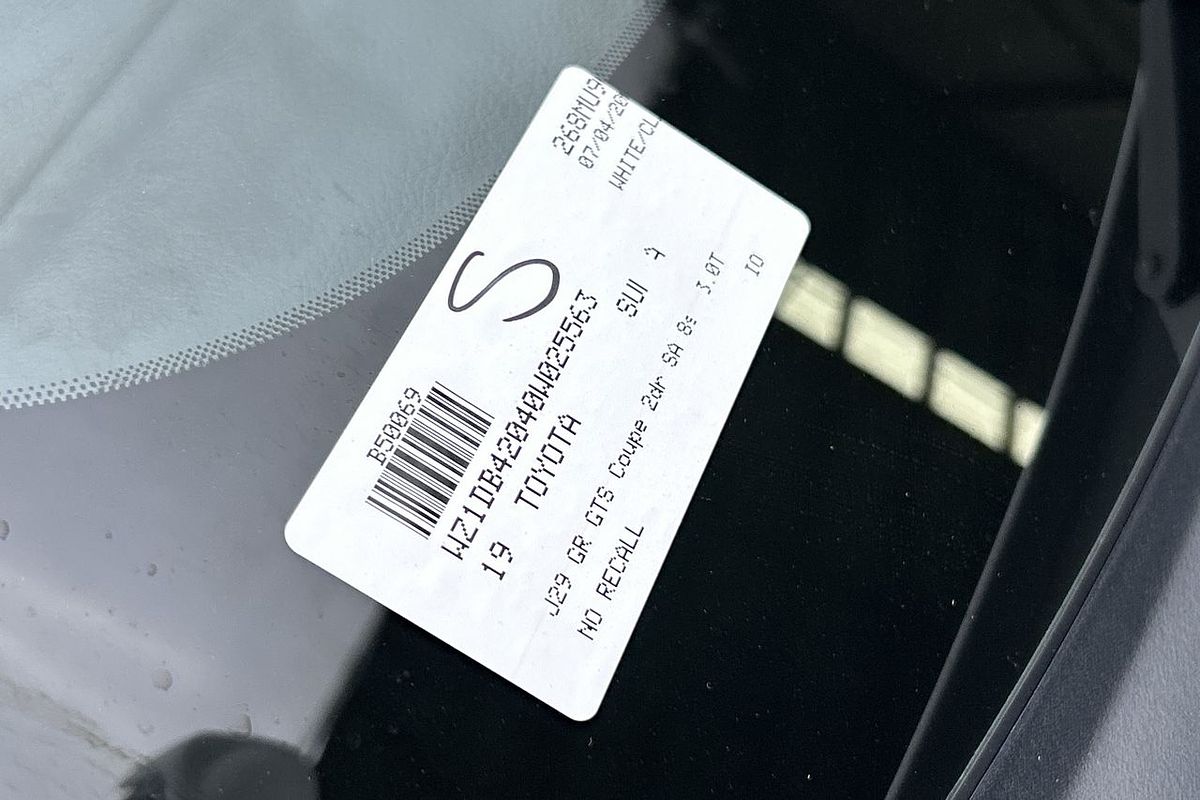 B50069
S
268MU9
07/04/20
WZ1DB42040W025563
WHITE/CL
19 TOYOTA
SUI A
J29 GR GTS Coupe 2dr SA 8s 3.0T
NO RECALL
IO